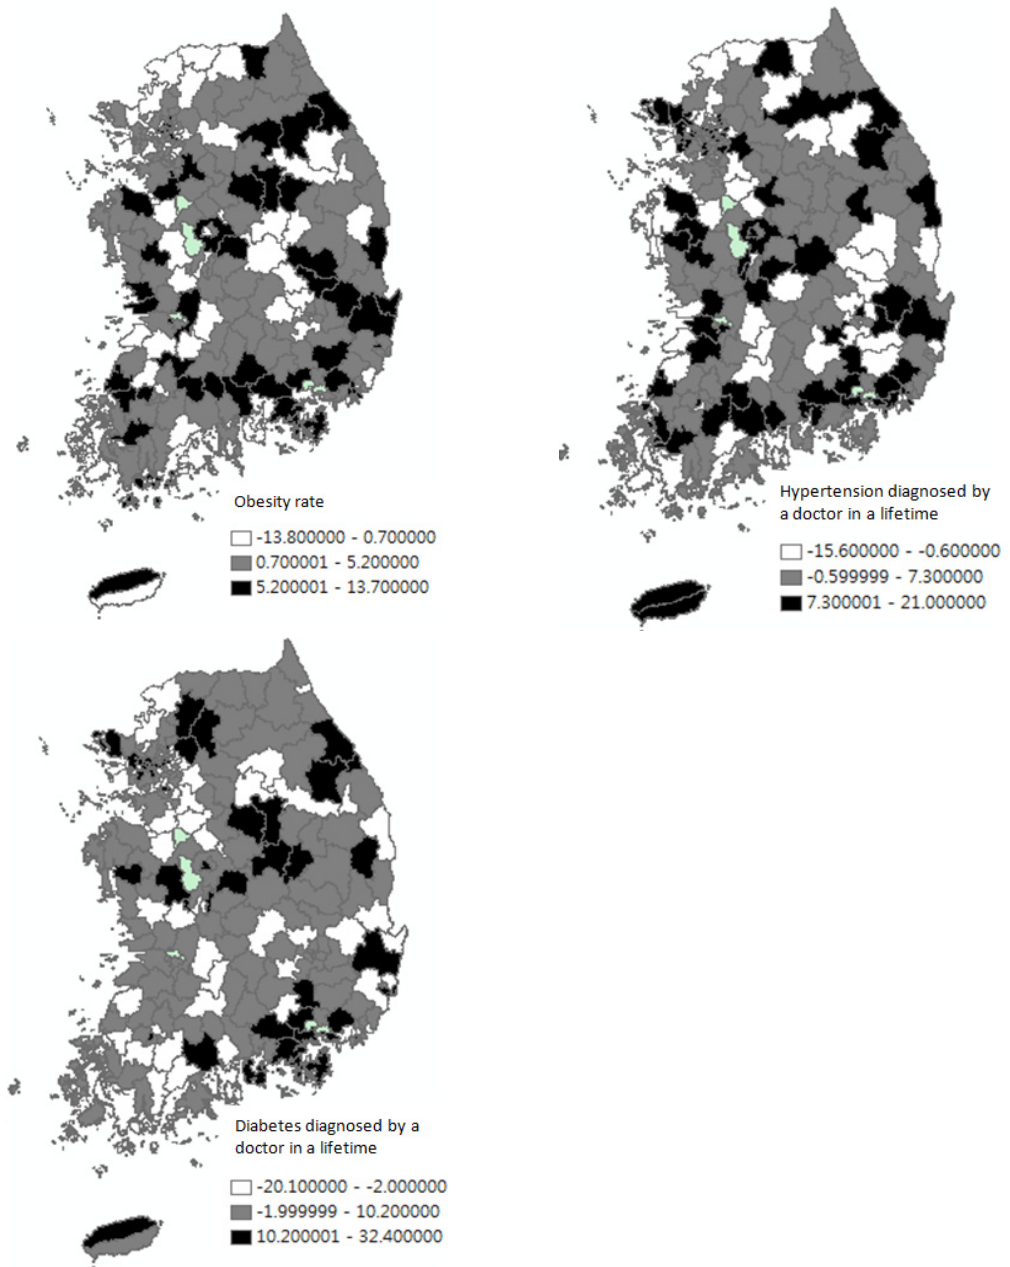 Obesity rate
-13.800000 - 0.700000
0.700001 - 5.200000
5.200001 - 13.700000
Hypertension diagnosed by
a doctor in a lifetime
-15.600000 - -0.600000
-0.599999 - 7.300000
7.300001 - 21.000000
Diabetes diagnosed by a
doctor in a lifetime
-20.100000 - -2.000000
-1.999999 - 10.200000
10.200001 - 32.400000